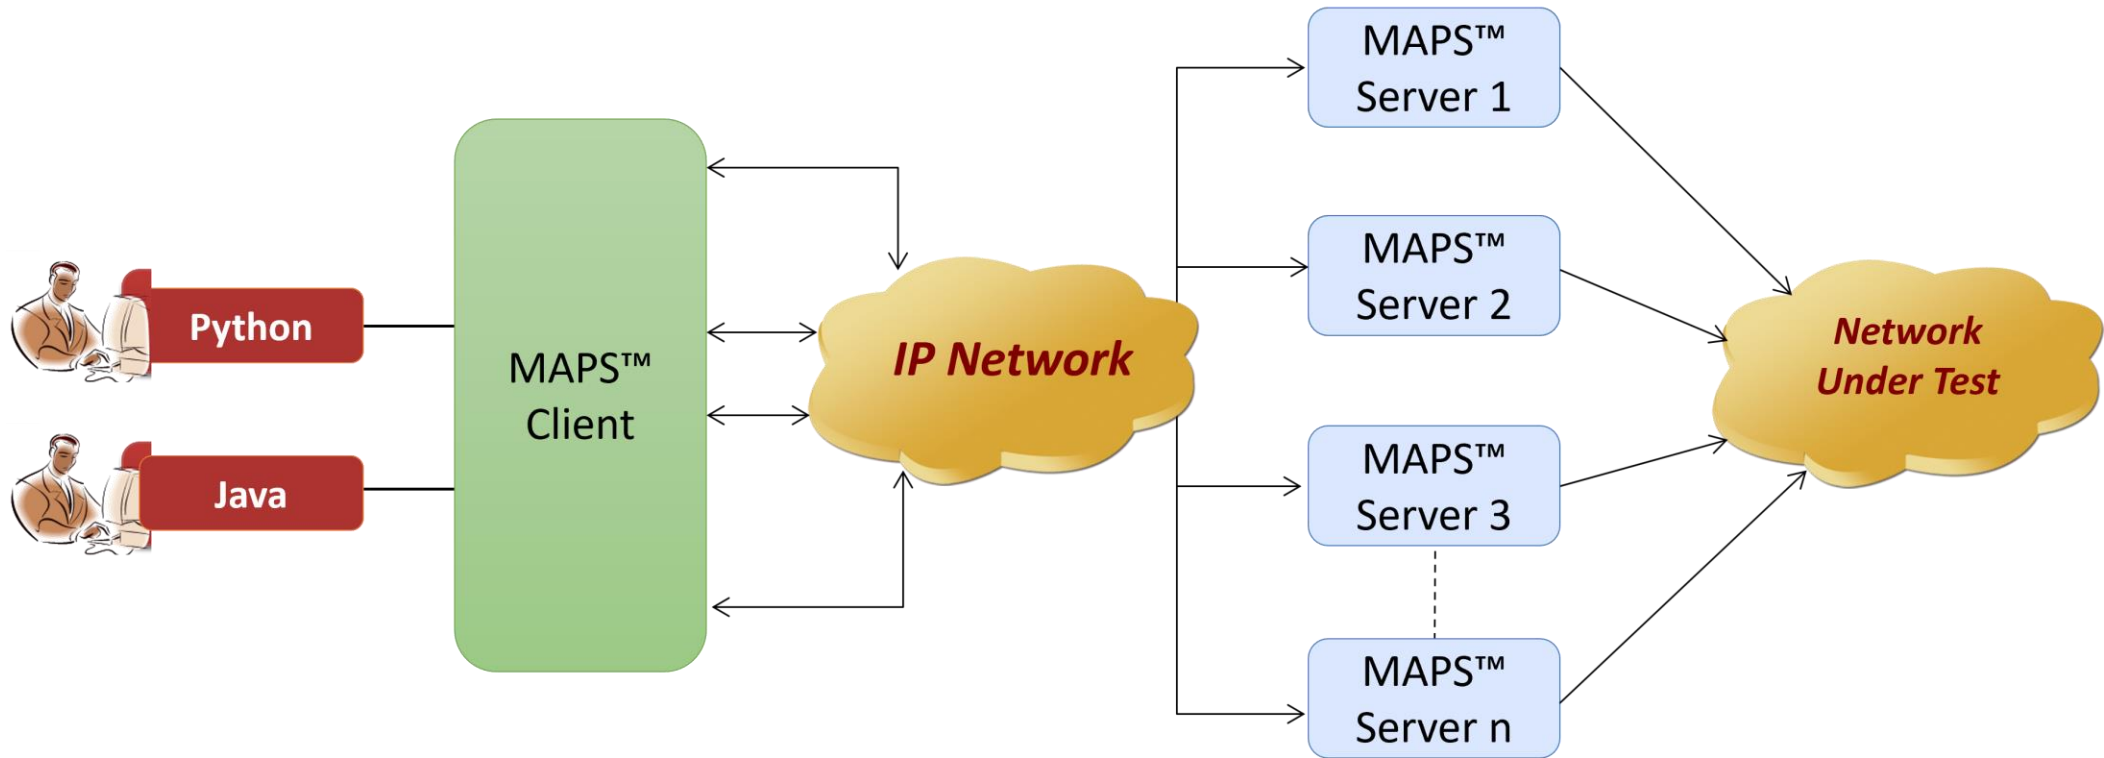 Python
Java
MAPS™
Client
IP Network
MAPS™
Server 1
MAPS™
Server 2
MAPS™
Server 3
MAPS™
Server n
Network
Under Test